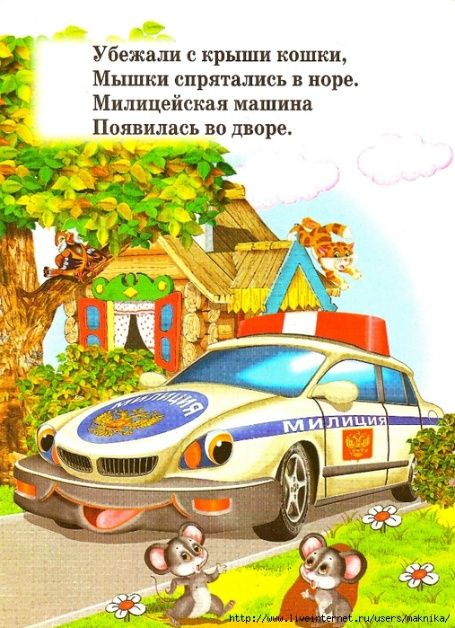 Убежали с крыши кошки,
Мышки спрятались в норе.
Милицейская машина
Появилась во дворе.
МИЛИЦИЯ
МИЛИЦИЯ
http://www.liveinternet.ru/users/maknika/